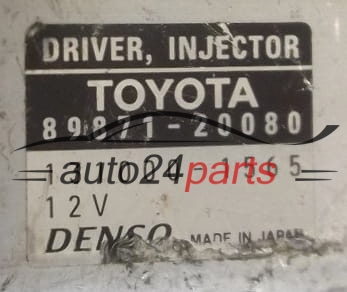 DRIVER, INJECTOR
TOYOTA
89871-20080
auto24parts
12V
DENSO MADE IN JAPAN